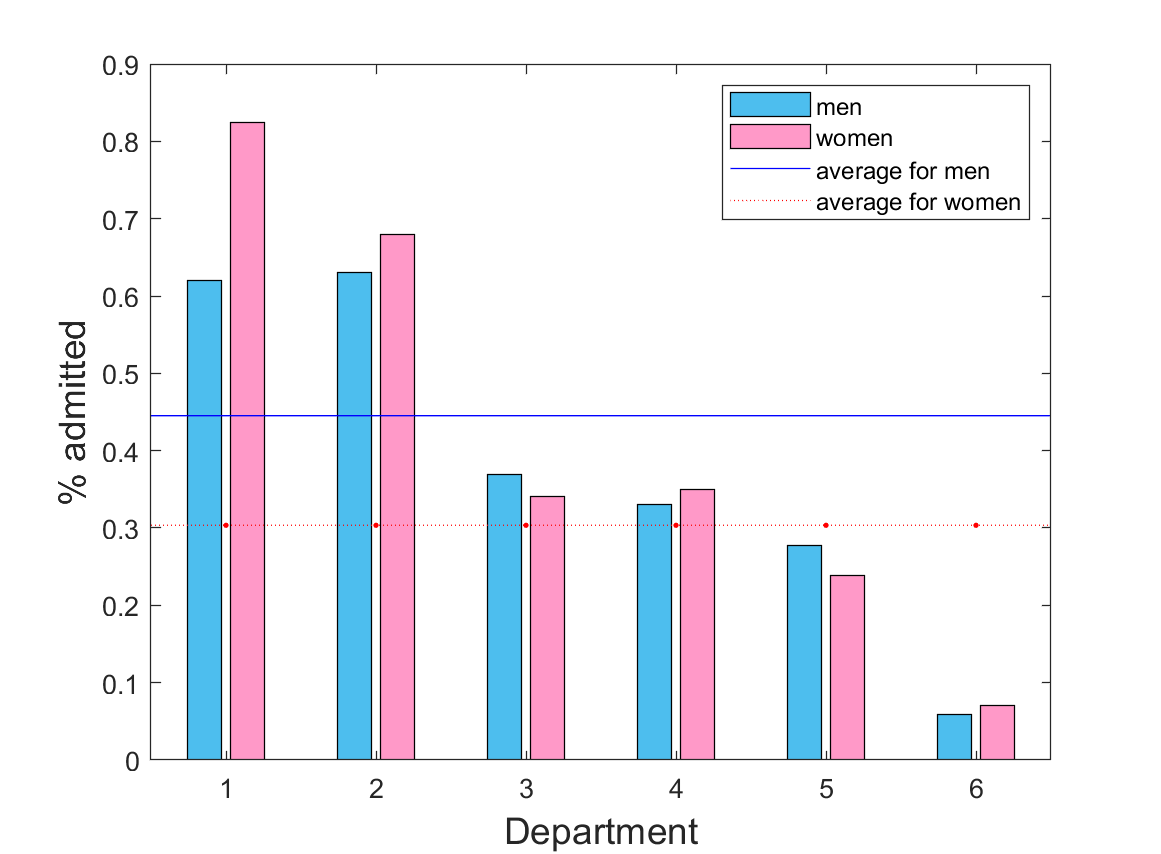 0.9
0.8
0.7
0.6
0.5
0.4
0.3
0.2
0.1
0
% admitted
men
women
average for men
average for women
1 2 3 4 5 6
Department